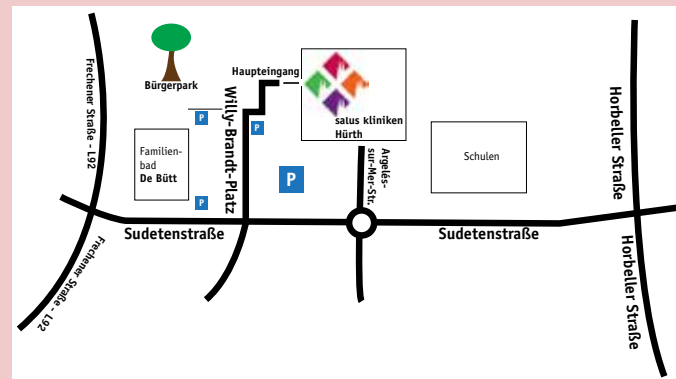 Frechener Straße - L92
Bürgerpark
Haupteingang
salus kliniken
Hürth
P
P
P
P
Willy-Brandt-Platz
Familien-
bad
De Bütt
Argelés-
sur-Mer-Str.
Schulen
Horbeller Straße
Sudetenstraße
Sudetenstraße
Frechener Straße - L92
Horbeller Straße